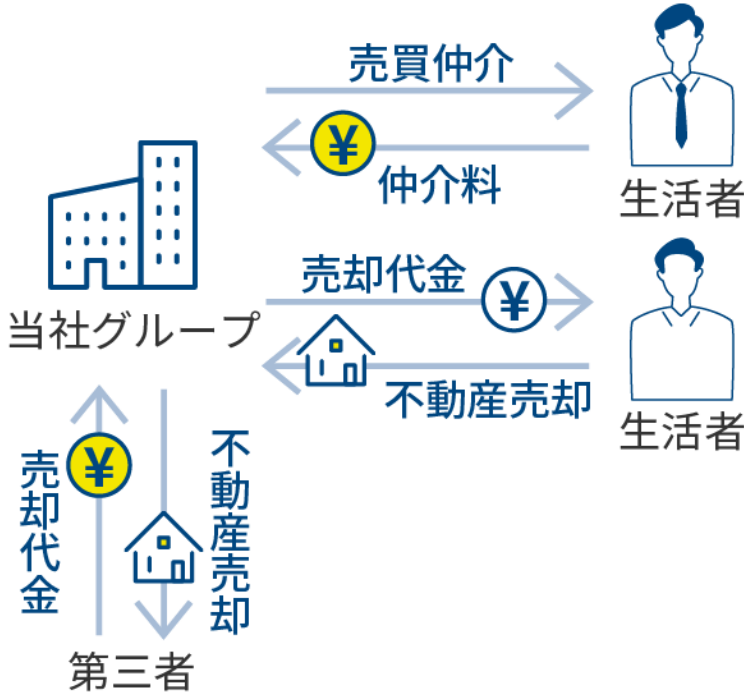 売買仲介
¥
仲介料
生活者
当社グループ
売却代金
¥
不動産売却
生活者
¥
売却代金
不動産売却
第三者